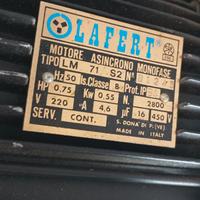 LAFERT
MOTORE ASINCRONO MONOFASE
TIPO LM 71 S2 N°
Hz 50 Is.Classe B Prot.IP
HP 0,75 Kw 0,55 N. 2800
V 220 A 4,6 µF 16 450 V
SERV. CONT. S. DONA' DI P. (VE)
MADE IN ITALY